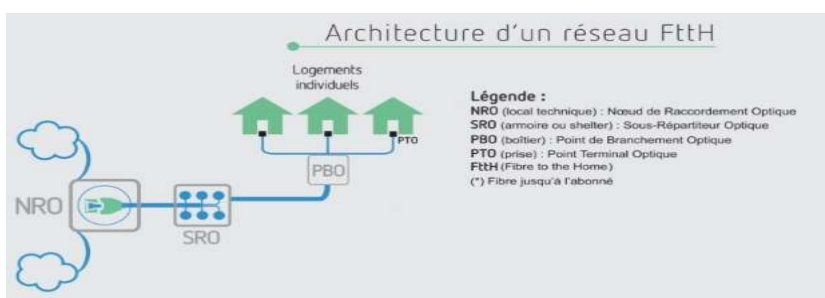 Architecture d'un réseau FttH
Logements
individuels
PTO
PBO
NRO
SRO
Légende :
NRO (local technique) : Nœud de Raccordement Optique
SRO (armoire ou shelter) : Sous-Répartiteur Optique
PBO (boîtier) : Point de Branchement Optique
PTO (prise) : Point Terminal Optique
FttH (Fibre to the Home)
(*) Fibre jusqu'à l'abonné